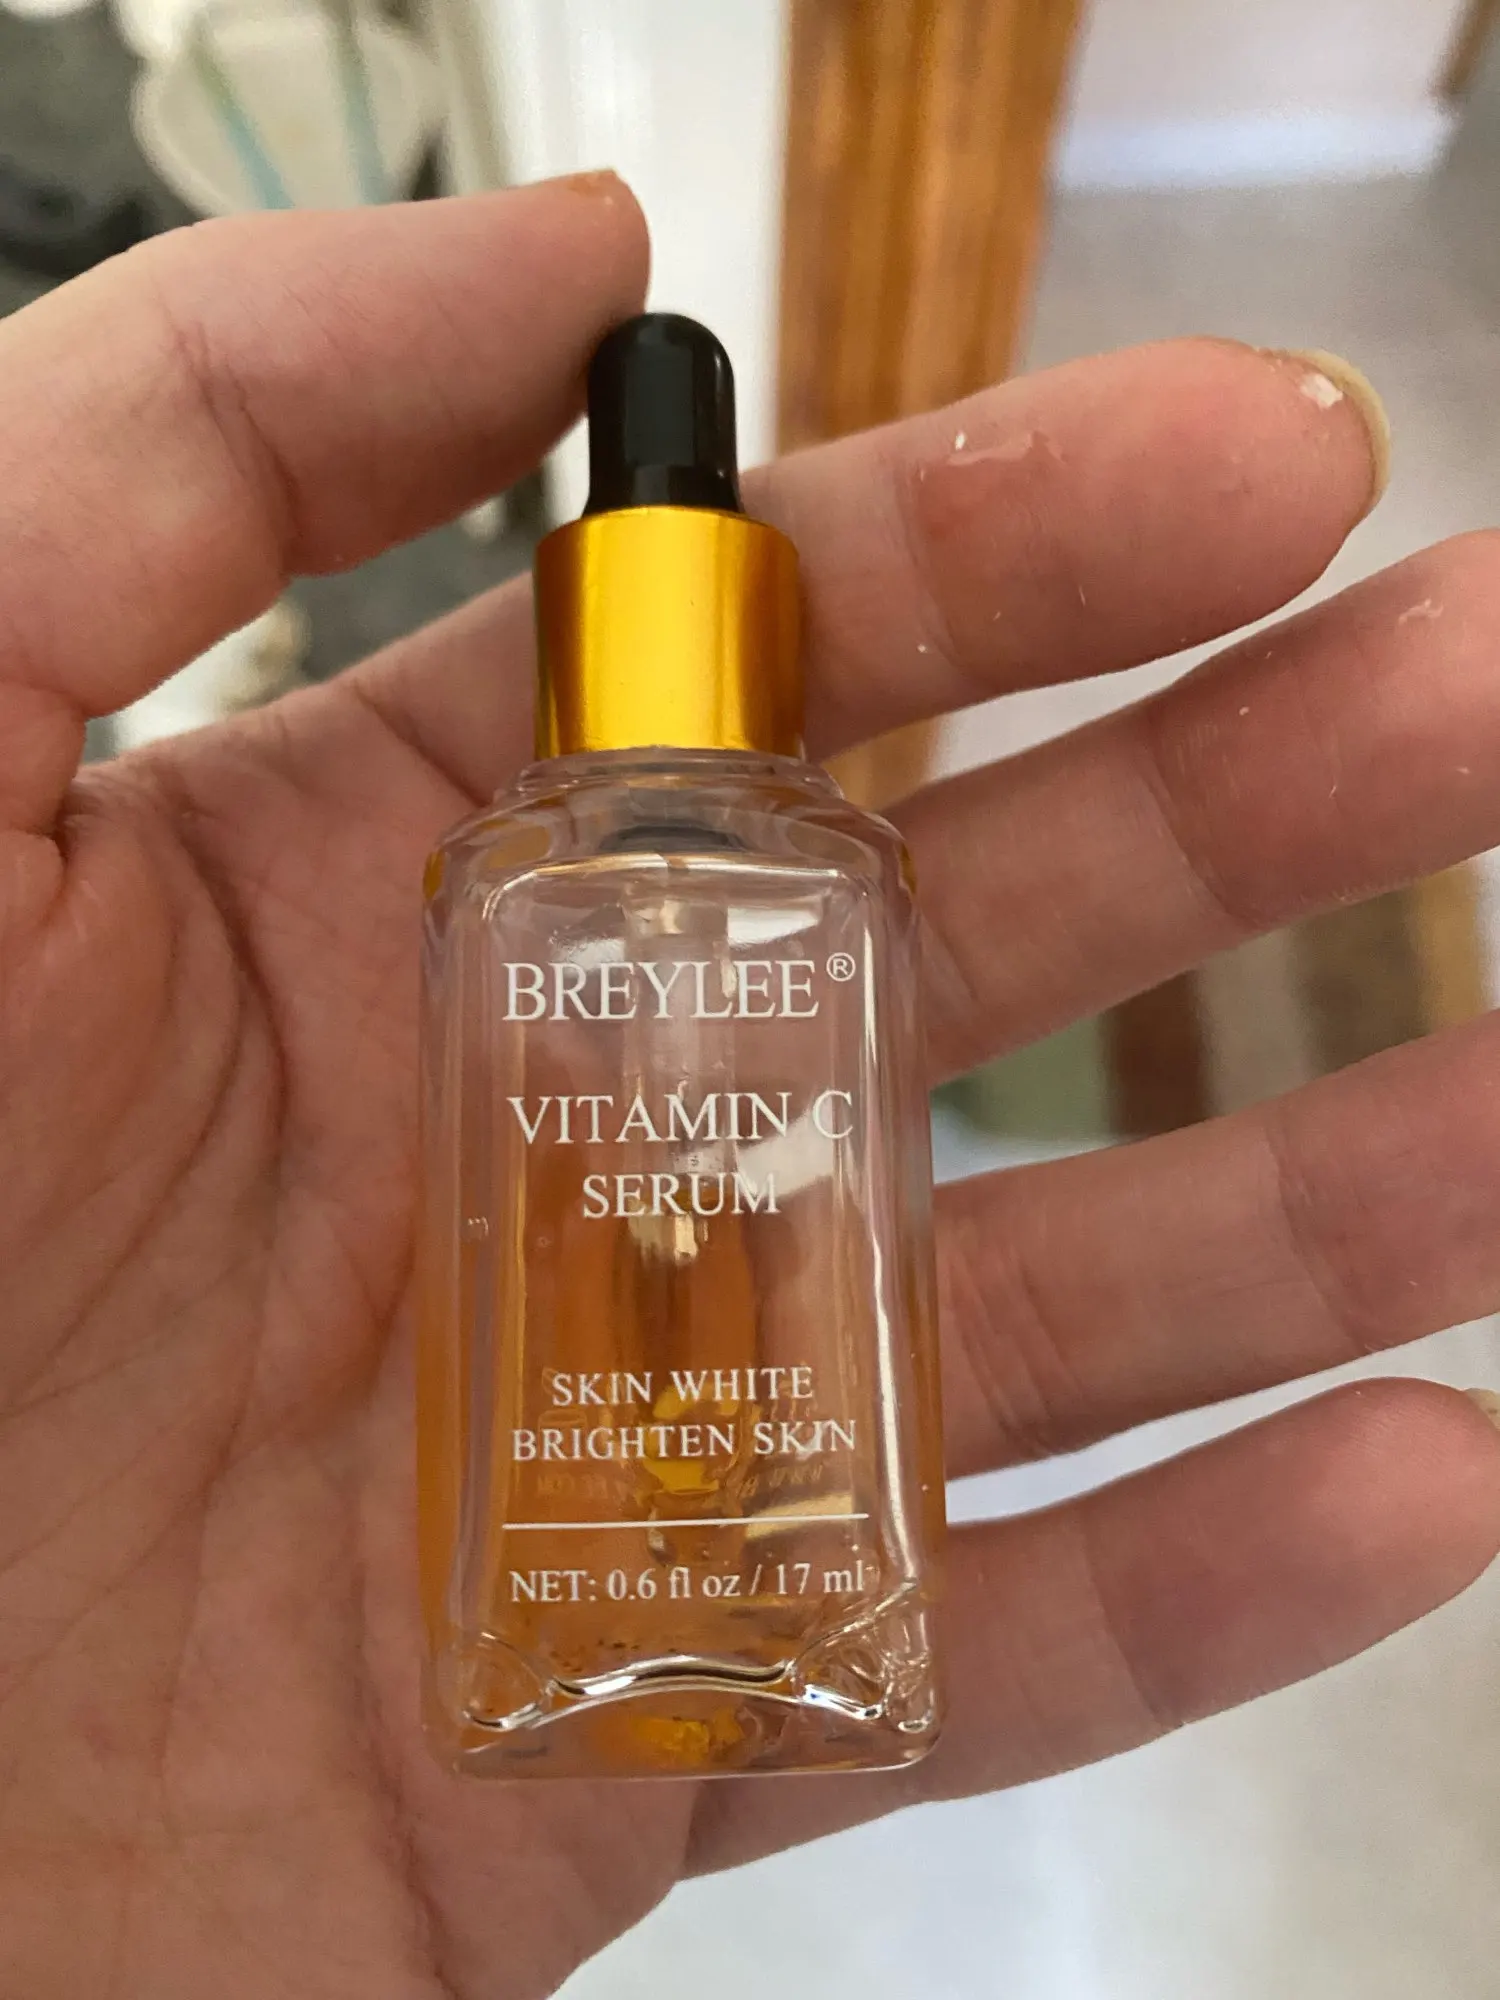 BREYLEE®
VITAMIN C
SERUM
SKIN WHITE
BRIGHTEN SKIN
NET: 0.6 fl oz / 17 ml